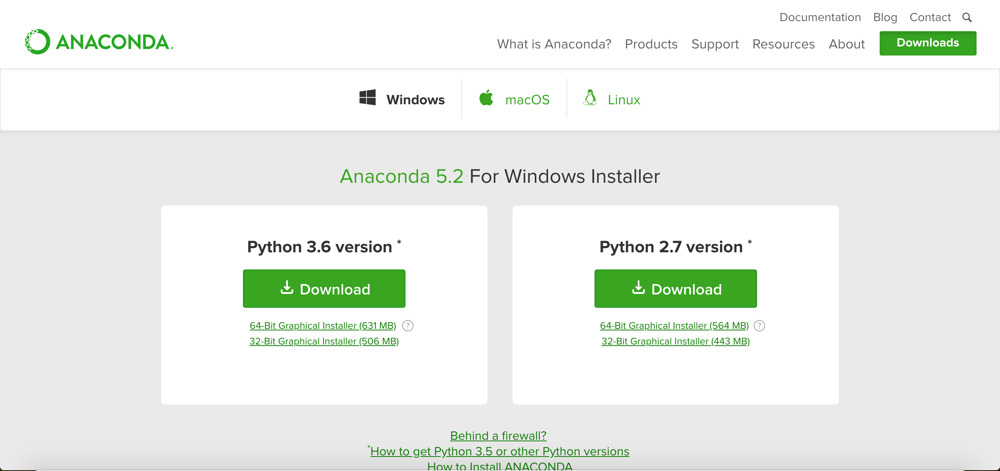 Documentation Blog Contact
ANACONDA®
What is Anaconda? Products Support Resources About Downloads
Windows macOS Linux
Anaconda 5.2 For Windows Installer
Python 3.6 version *
Download
64-Bit Graphical Installer (631 MB) ?
32-Bit Graphical Installer (506 MB)
Python 2.7 version *
Download
64-Bit Graphical Installer (564 MB) ?
32-Bit Graphical Installer (443 MB)
Behind a firewall?
*How to get Python 3.5 or other Python versions
How to Install ANACONDA